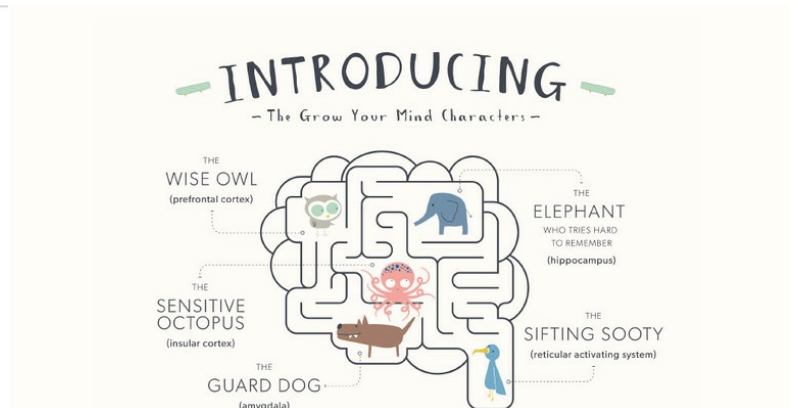 INTRODUCING
– The Grow Your Mind Characters –
THE
WISE OWL
(prefrontal cortex)
THE
ELEPHANT
WHO TRIES HARD
TO REMEMBER
(hippocampus)
THE
SENSITIVE
OCTOPUS
(insular cortex)
THE
SIFTING SOOTY
(reticular activating system)
THE
GUARD DOG
(amygdala)